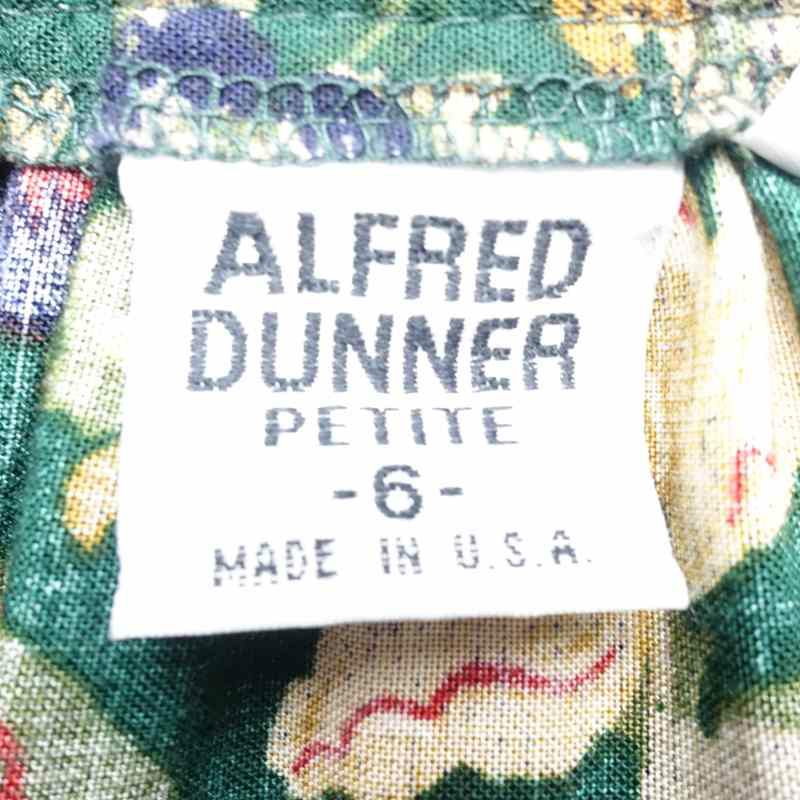 ALFRED
DUNNER
PETITE
-6-
MADE IN U.S.A.